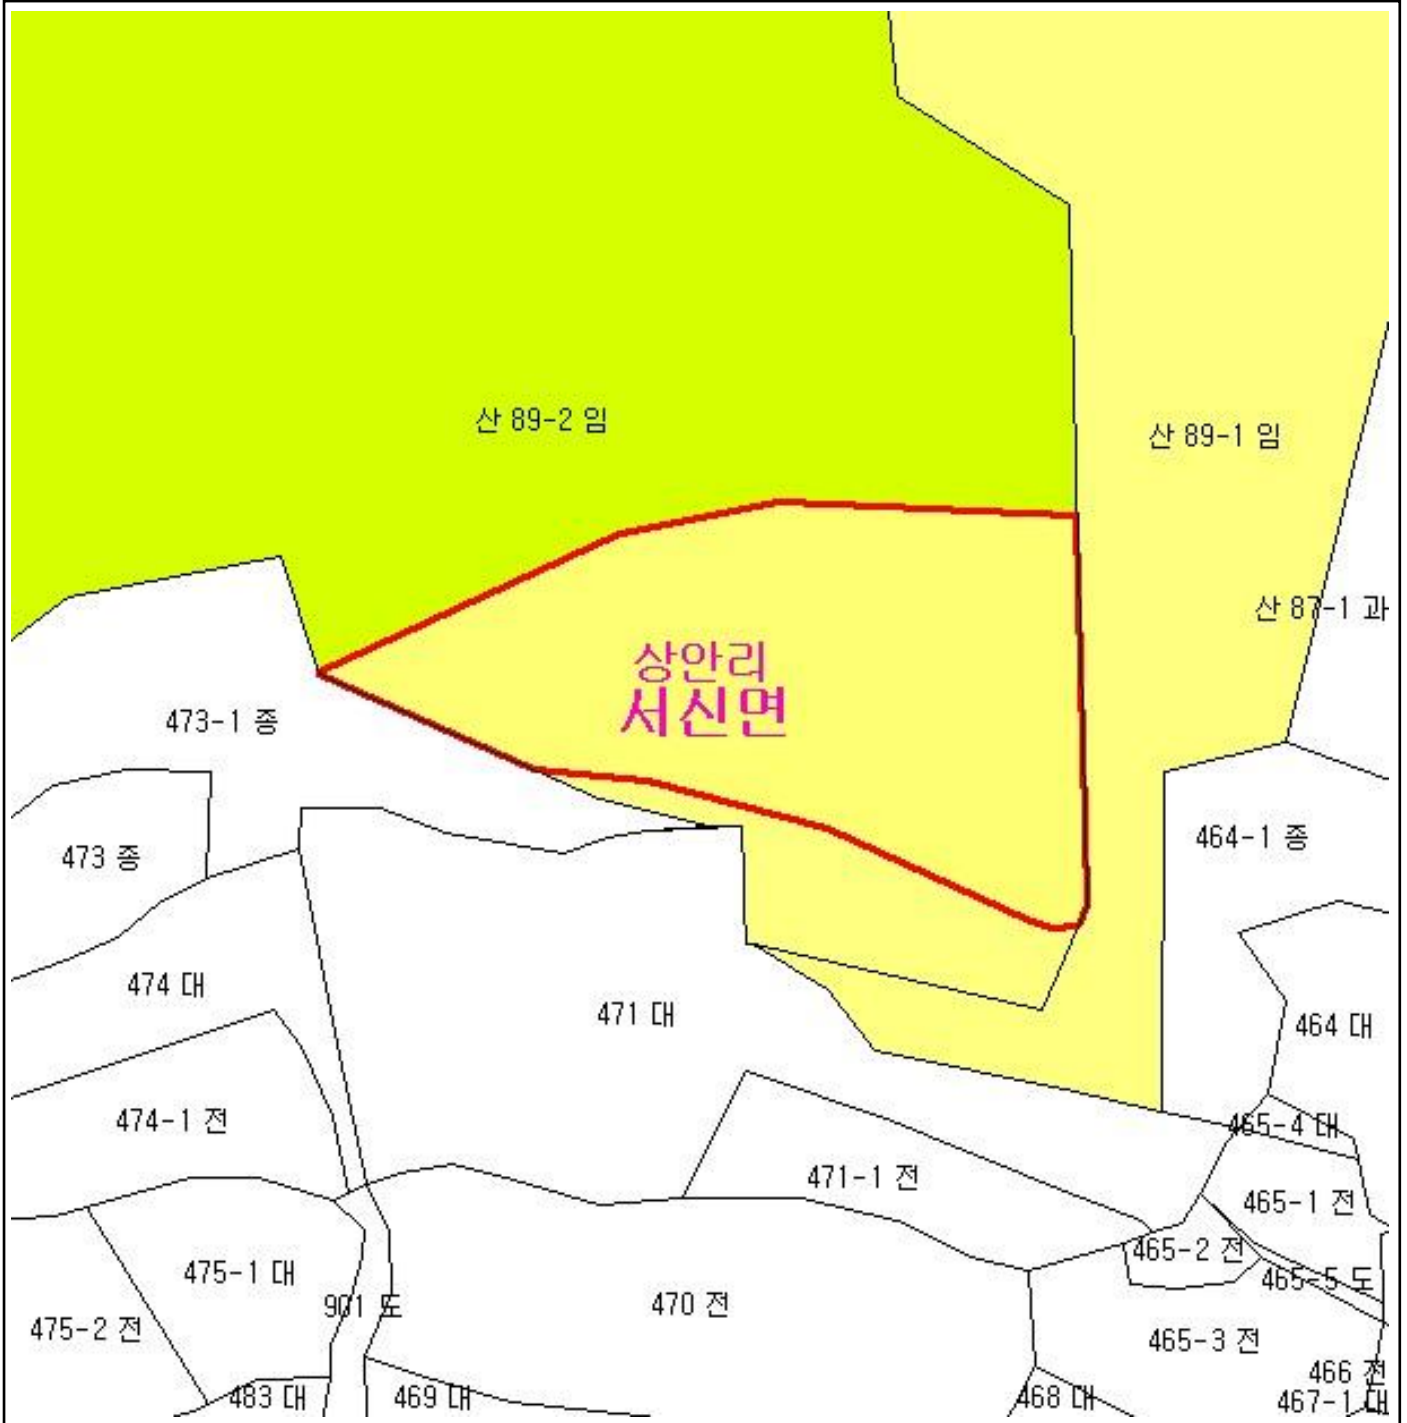 산 89-2 임
산 89-1 임
산 87-1 과
상안리
서신면
473-1 종
464-1 종
473 종
474 대
471 대
464 대
474-1 전
465-4 대
471-1 전
465-1 전
465-2 전
475-1 대
465-5 도
901 도
470 전
475-2 전
465-3 전
466 전
483 대
469 대
468 대
467-1 대